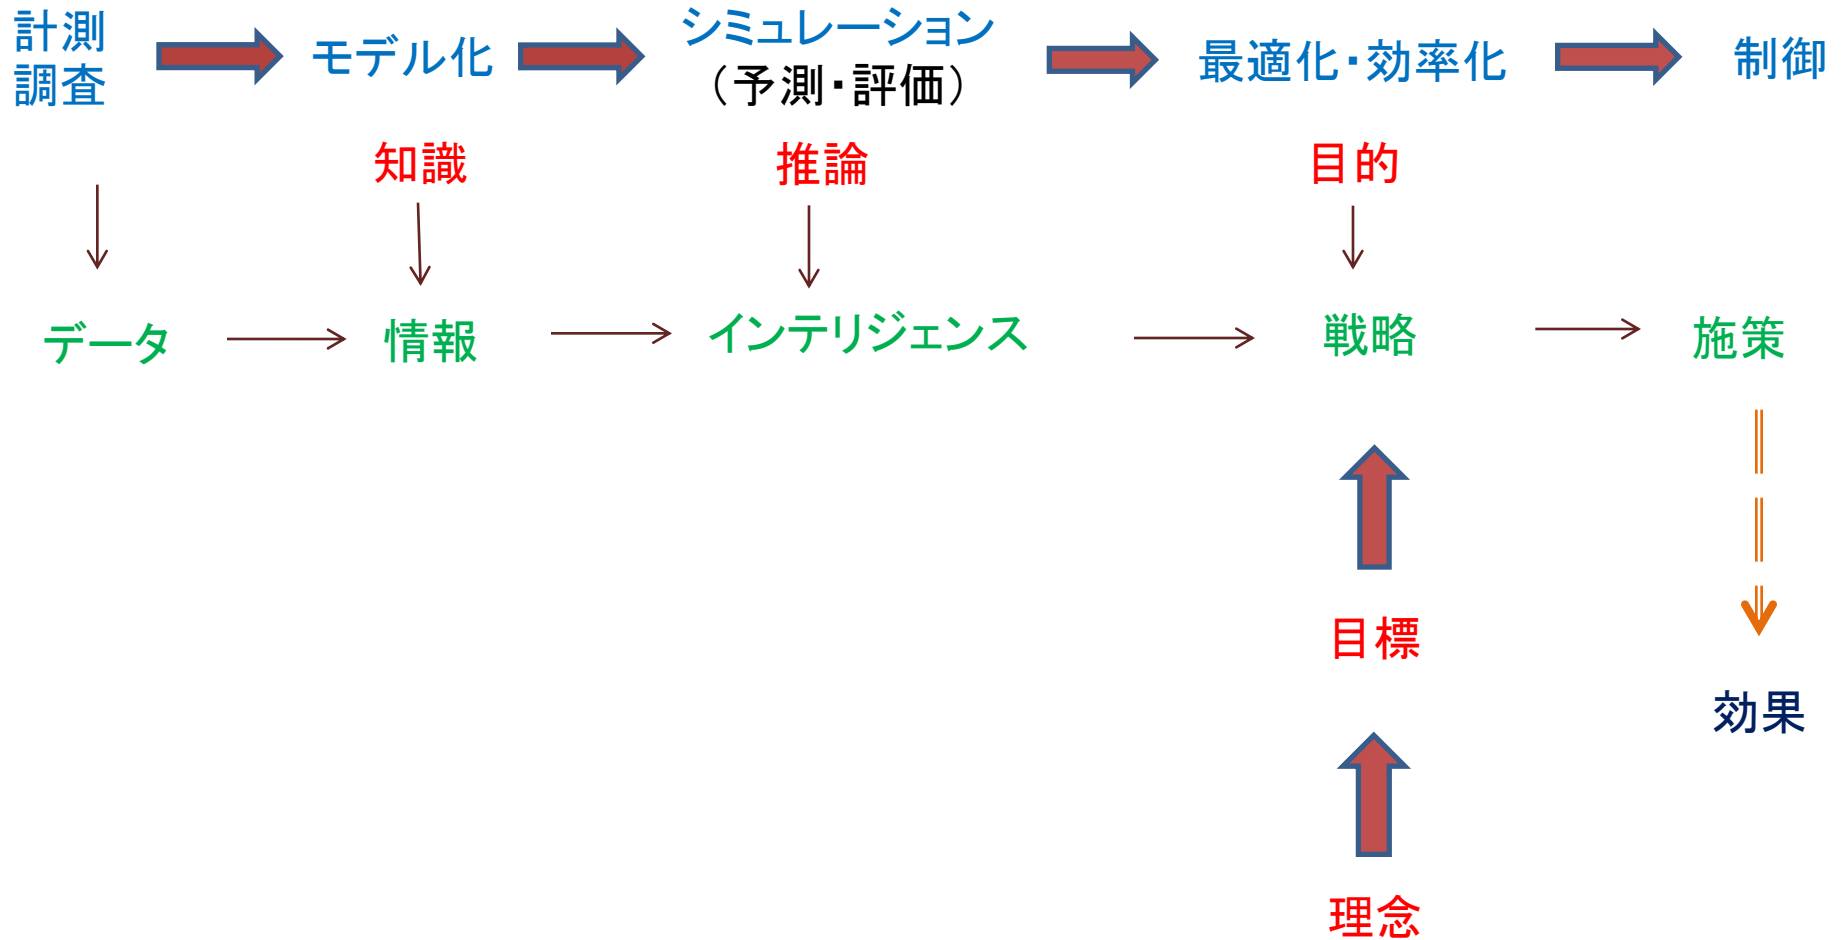 計測
調査
モデル化
シミュレーション
（予測・評価）
最適化・効率化
制御
知識
推論
目的
データ
情報
インテリジェンス
戦略
施策
目標
効果
理念